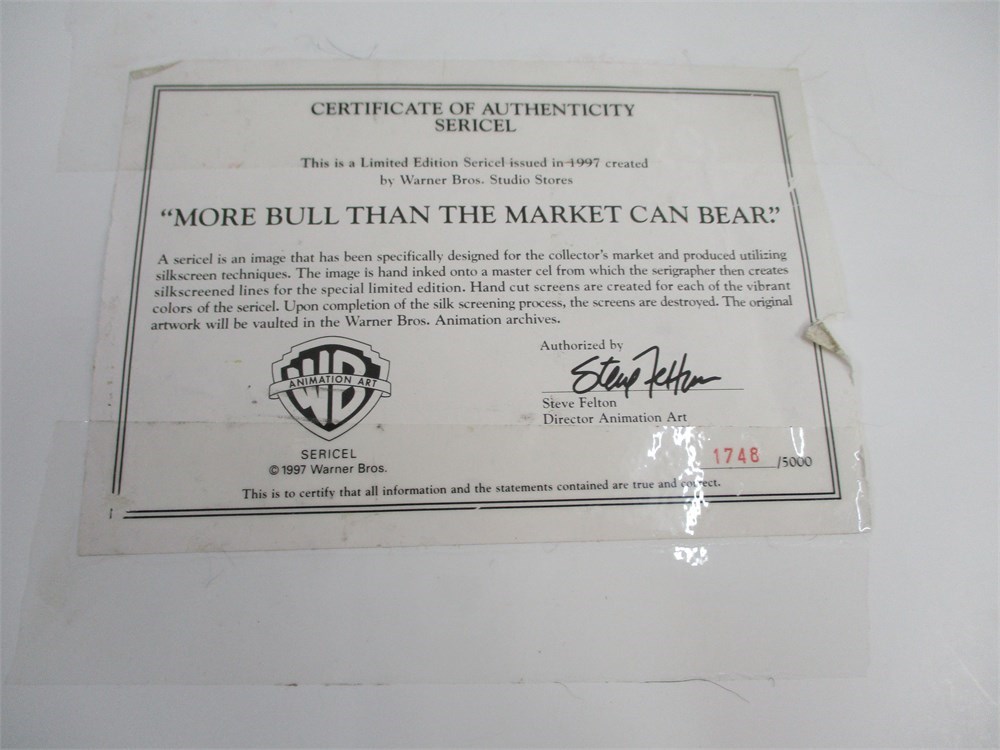 CERTIFICATE OF AUTHENTICITY
SERICEL
This is a Limited Edition Sericel issued in 1997 created
by Warner Bros. Studio Stores
“MORE BULL THAN THE MARKET CAN BEAR.”
A sericel is an image that has been specifically designed for the collector's market and produced utilizing
silkscreen techniques. The image is hand inked onto a master cel from which the serigrapher then creates
silkscreened lines for the special limited edition. Hand cut screens are created for each of the vibrant
colors of the sericel. Upon completion of the silk screening process, the screens are destroyed. The original
artwork will be vaulted in the Warner Bros. Animation archives.
Authorized by
Steve Felton
Steve Felton
Director Animation Art
WB
ANIMATION ART
SERICEL
© 1997 Warner Bros.
1748 /5000
This is to certify that all information and the statements contained are true and correct.